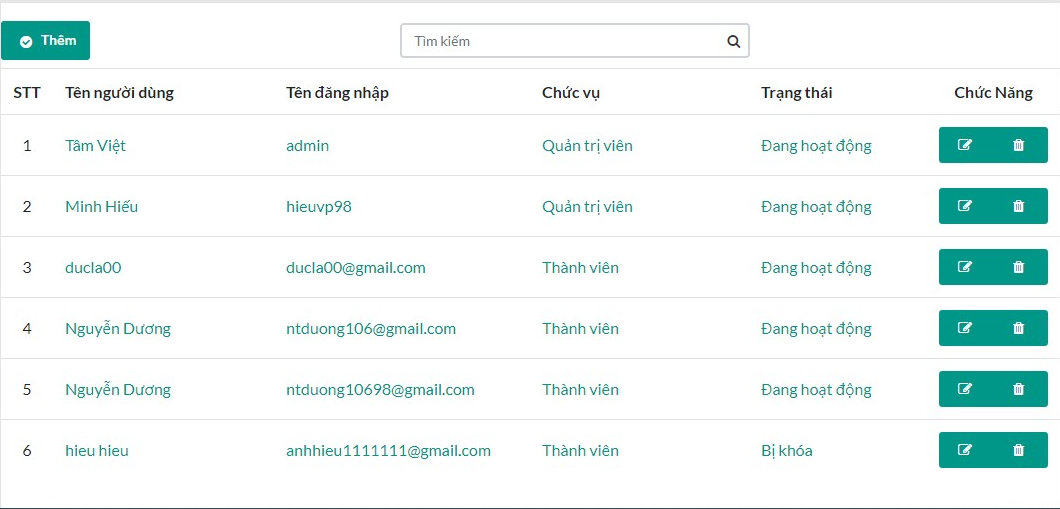 Thêm
Tìm kiếm
STT Tên người dùng Tên đăng nhập Chức vụ Trạng thái Chức Năng
1 Tâm Việt admin Quản trị viên Đang hoạt động
2 Minh Hiếu hieuvp98 Quản trị viên Đang hoạt động
3 ducla00 ducla00@gmail.com Thành viên Đang hoạt động
4 Nguyễn Dương ntduong106@gmail.com Thành viên Đang hoạt động
5 Nguyễn Dương ntduong10698@gmail.com Thành viên Đang hoạt động
6 hieu hieu anhhieu1111111@gmail.com Thành viên Bị khóa